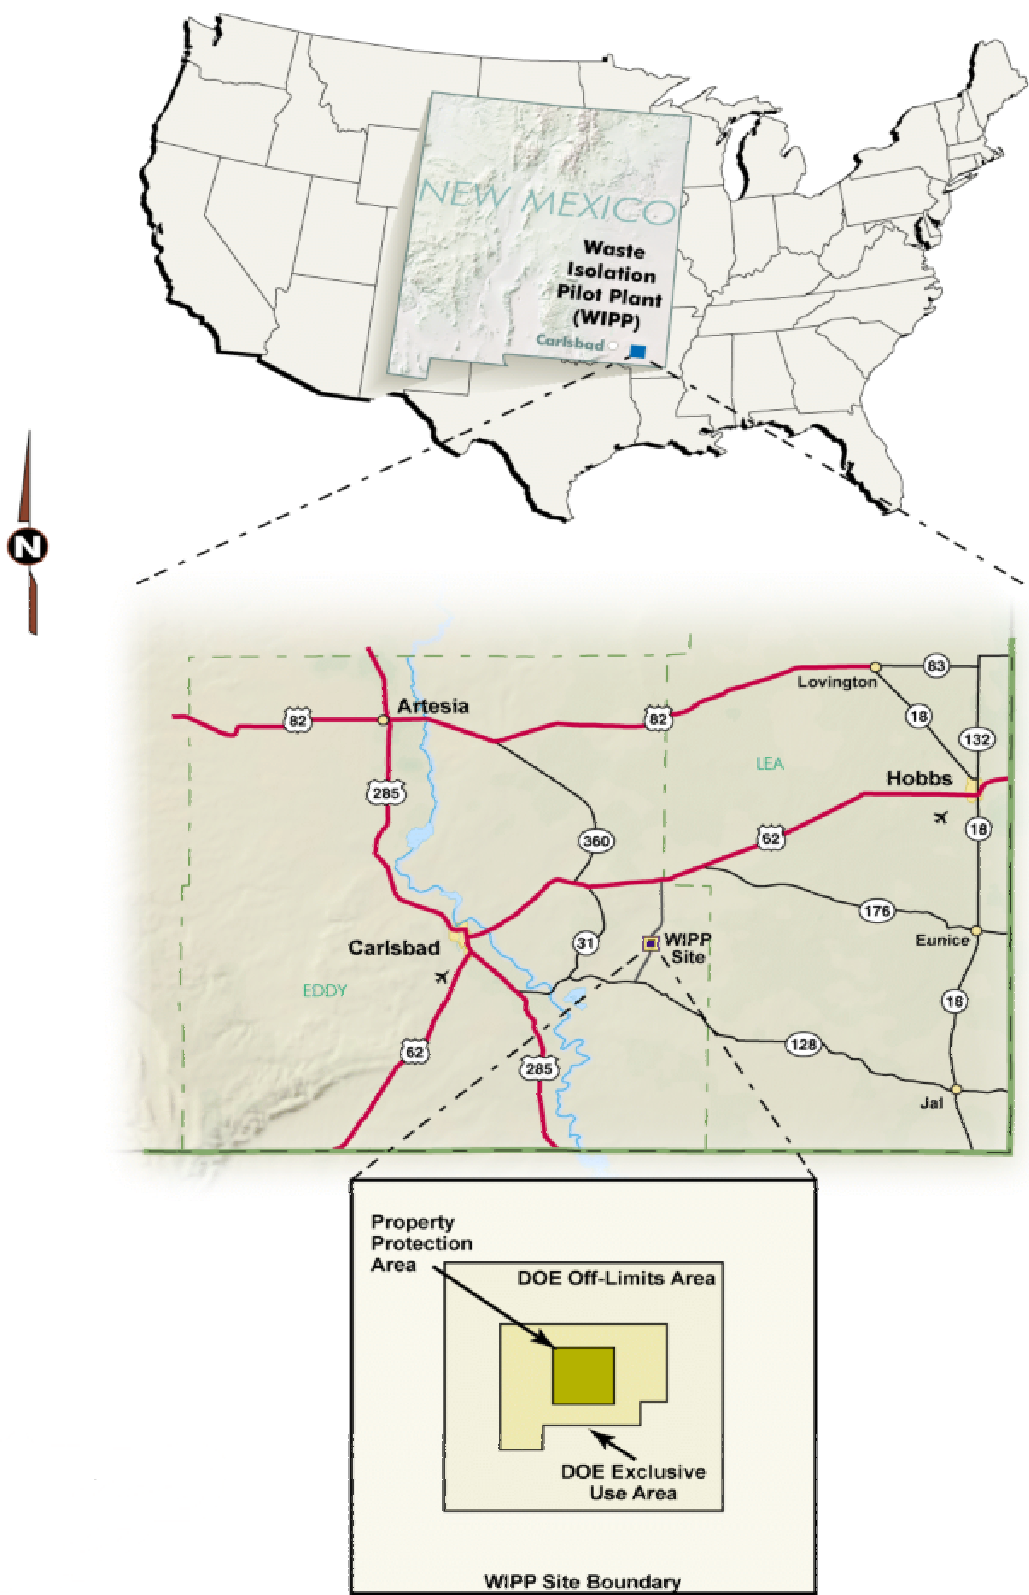 NEW MEXICO
Waste
Isolation
Pilot Plant
(WIPP)
Carlsbad
N
Lovington
83
Artesia
82
82
18
132
LEA
Hobbs
285
18
62
360
176
Carlsbad
31
WIPP
Site
Eunice
EDDY
18
62
128
285
Jal
Property
Protection
Area
DOE Off-Limits Area
DOE Exclusive
Use Area
WIPP Site Boundary